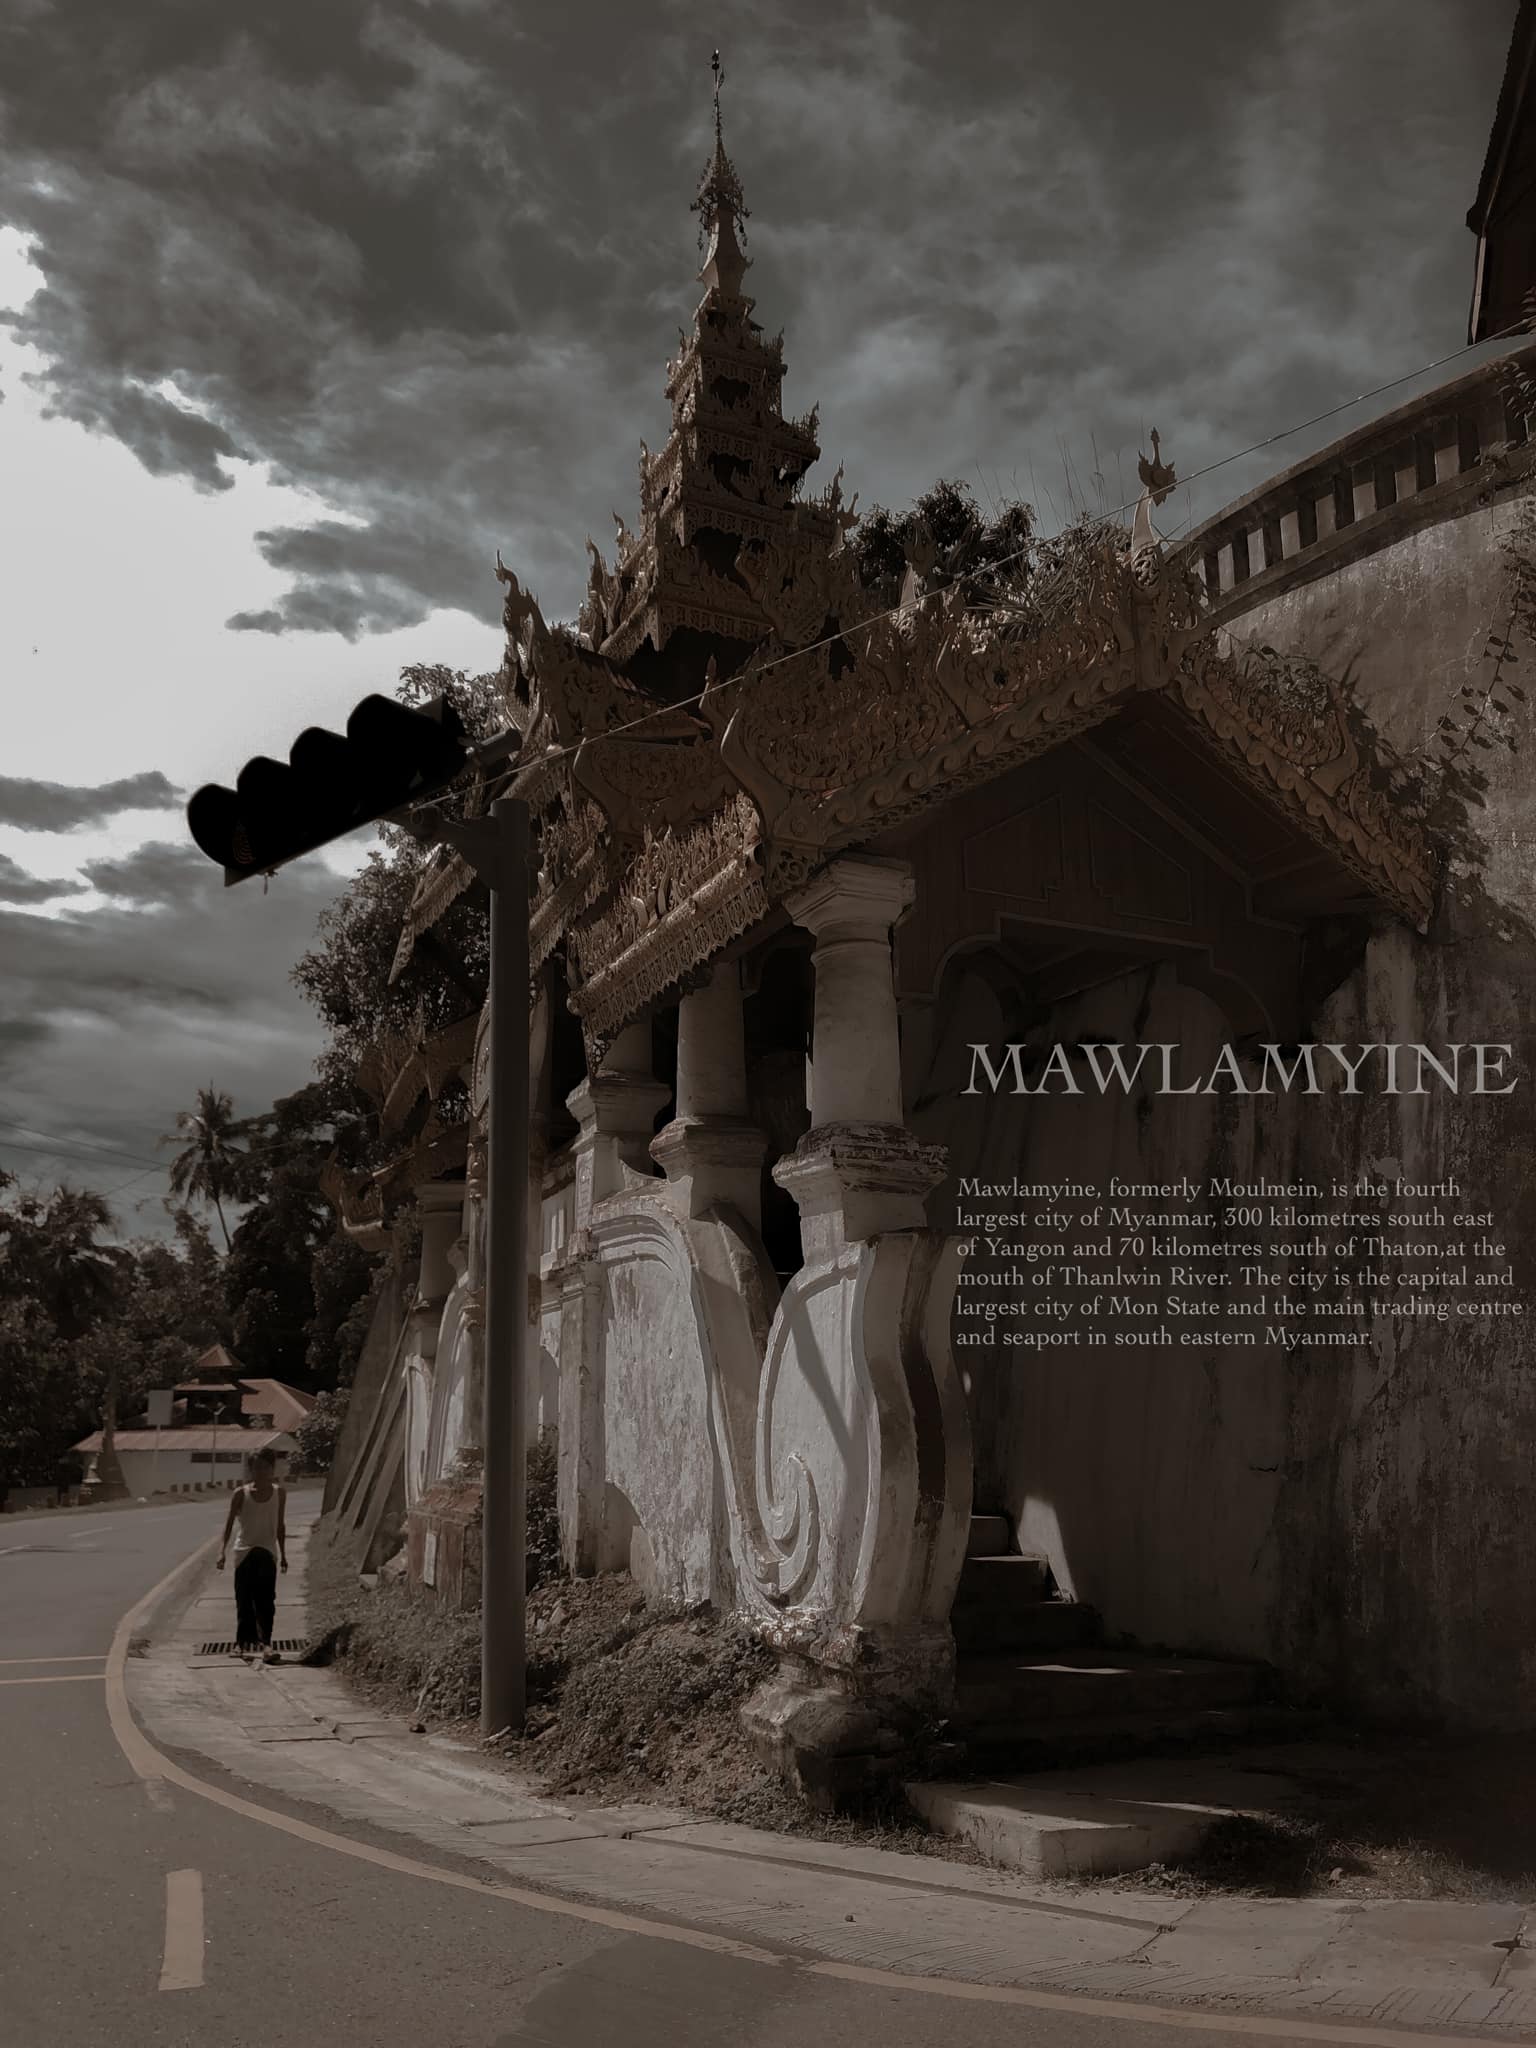 MAWLAMYINE
Mawlamyine, formerly Moulmein, is the fourth
largest city of Myanmar, 300 kilometres south east
of Yangon and 70 kilometres south of Thaton,at the
mouth of Thanlwin River. The city is the capital and
largest city of Mon State and the main trading centre
and seaport in south eastern Myanmar.